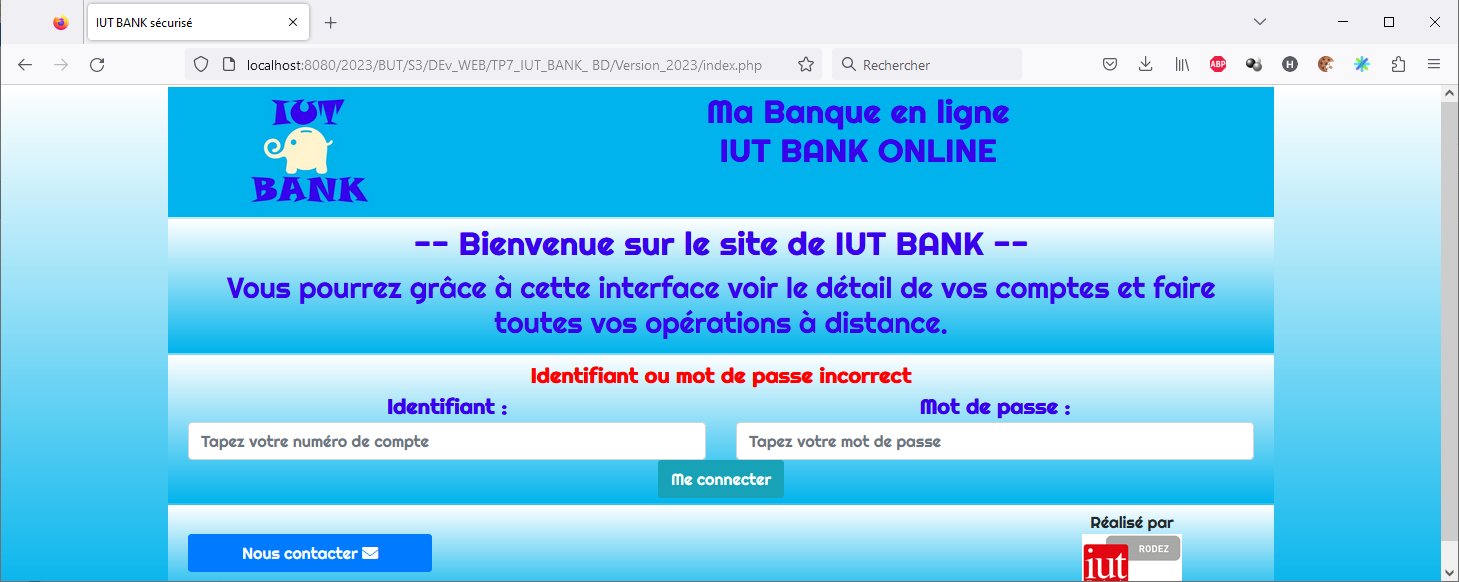 IUT BANK sécurisé
localhost:8080/2023/BUT/S3/DEv_WEB/TP7_IUT_BANK_ BD/Version_2023/index.php
Rechercher
ABP
H
IUT
BANK
Ma Banque en ligne
IUT BANK ONLINE
-- Bienvenue sur le site de IUT BANK --
Vous pourrez grâce à cette interface voir le détail de vos comptes et faire
toutes vos opérations à distance.
Identifiant ou mot de passe incorrect
Identifiant :
Mot de passe :
Tapez votre numéro de compte
Tapez votre mot de passe
Me connecter
Nous contacter
Réalisé par
RODEZ
iut